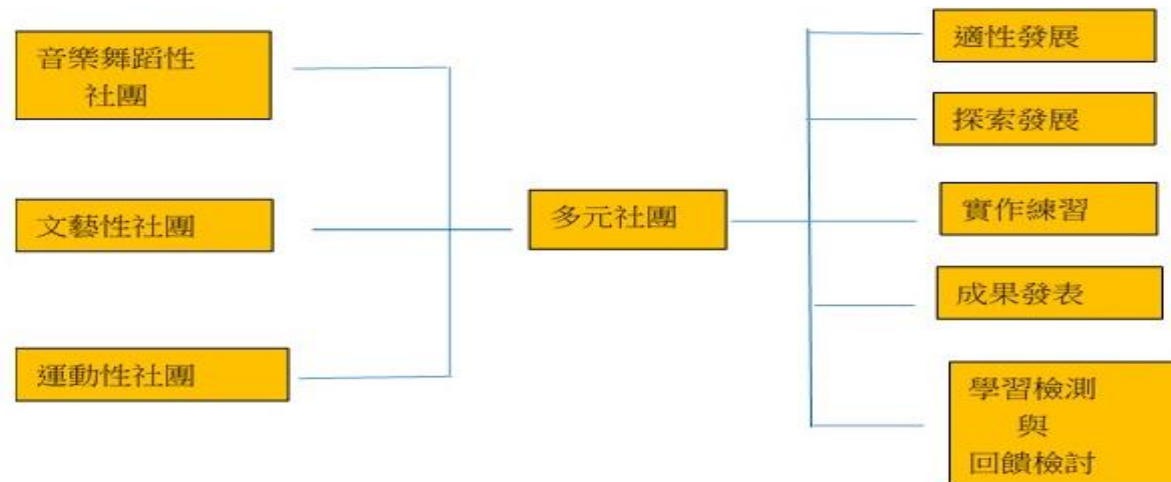 音樂舞蹈性
社團
文藝性社團
運動性社團
多元社團
適性發展
探索發展
實作練習
成果發表
學習檢測
與
回饋檢討